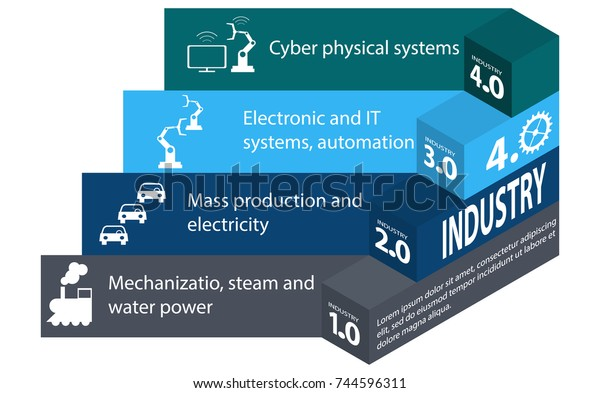 Cyber physical systems
INDUSTRY
4.0
Electronic and IT
systems, automation
INDUSTRY
3.0
4.
INDUSTRY
Mass production and
electricity
INDUSTRY
2.0
Mechanizatio, steam and
water power
INDUSTRY
1.0
Lorem ipsum dolor sit amet, consectetur adipiscing
elit, sed do eiusmod tempor incididunt ut labore
et dolore magna
aliqua.
shutterstock
shutterstock.com · 744596311